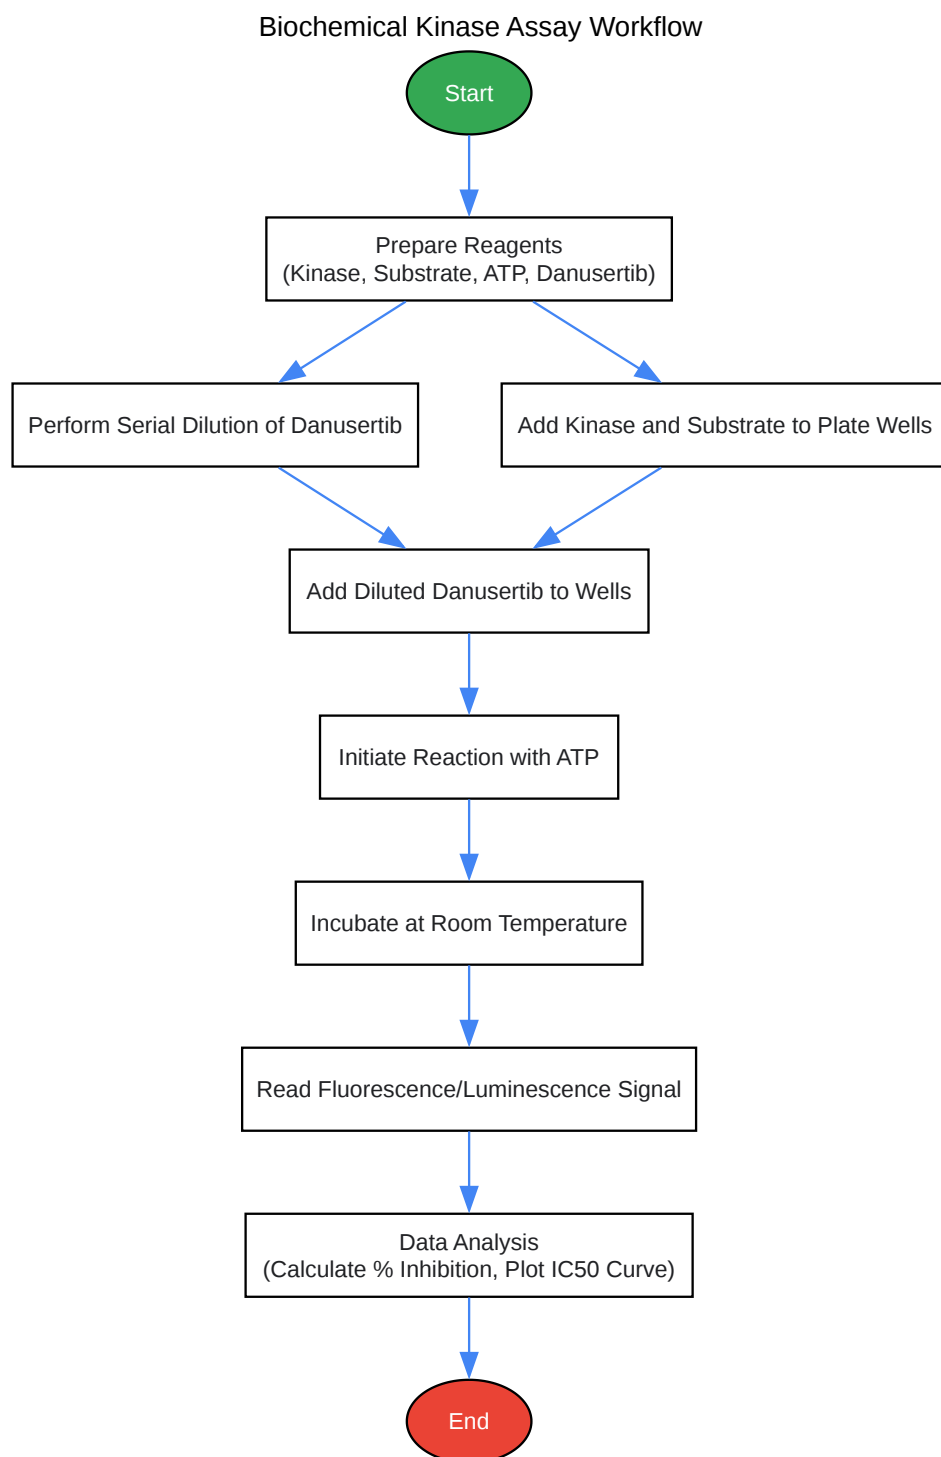 Biochemical Kinase Assay Workflow
Start
Prepare Reagents
(Kinase, Substrate, ATP, Danusertib)
Perform Serial Dilution of Danusertib
Add Kinase and Substrate to Plate Wells
Add Diluted Danusertib to Wells
Initiate Reaction with ATP
Incubate at Room Temperature
Read Fluorescence/Luminescence Signal
Data Analysis
(Calculate % Inhibition, Plot IC50 Curve)
End